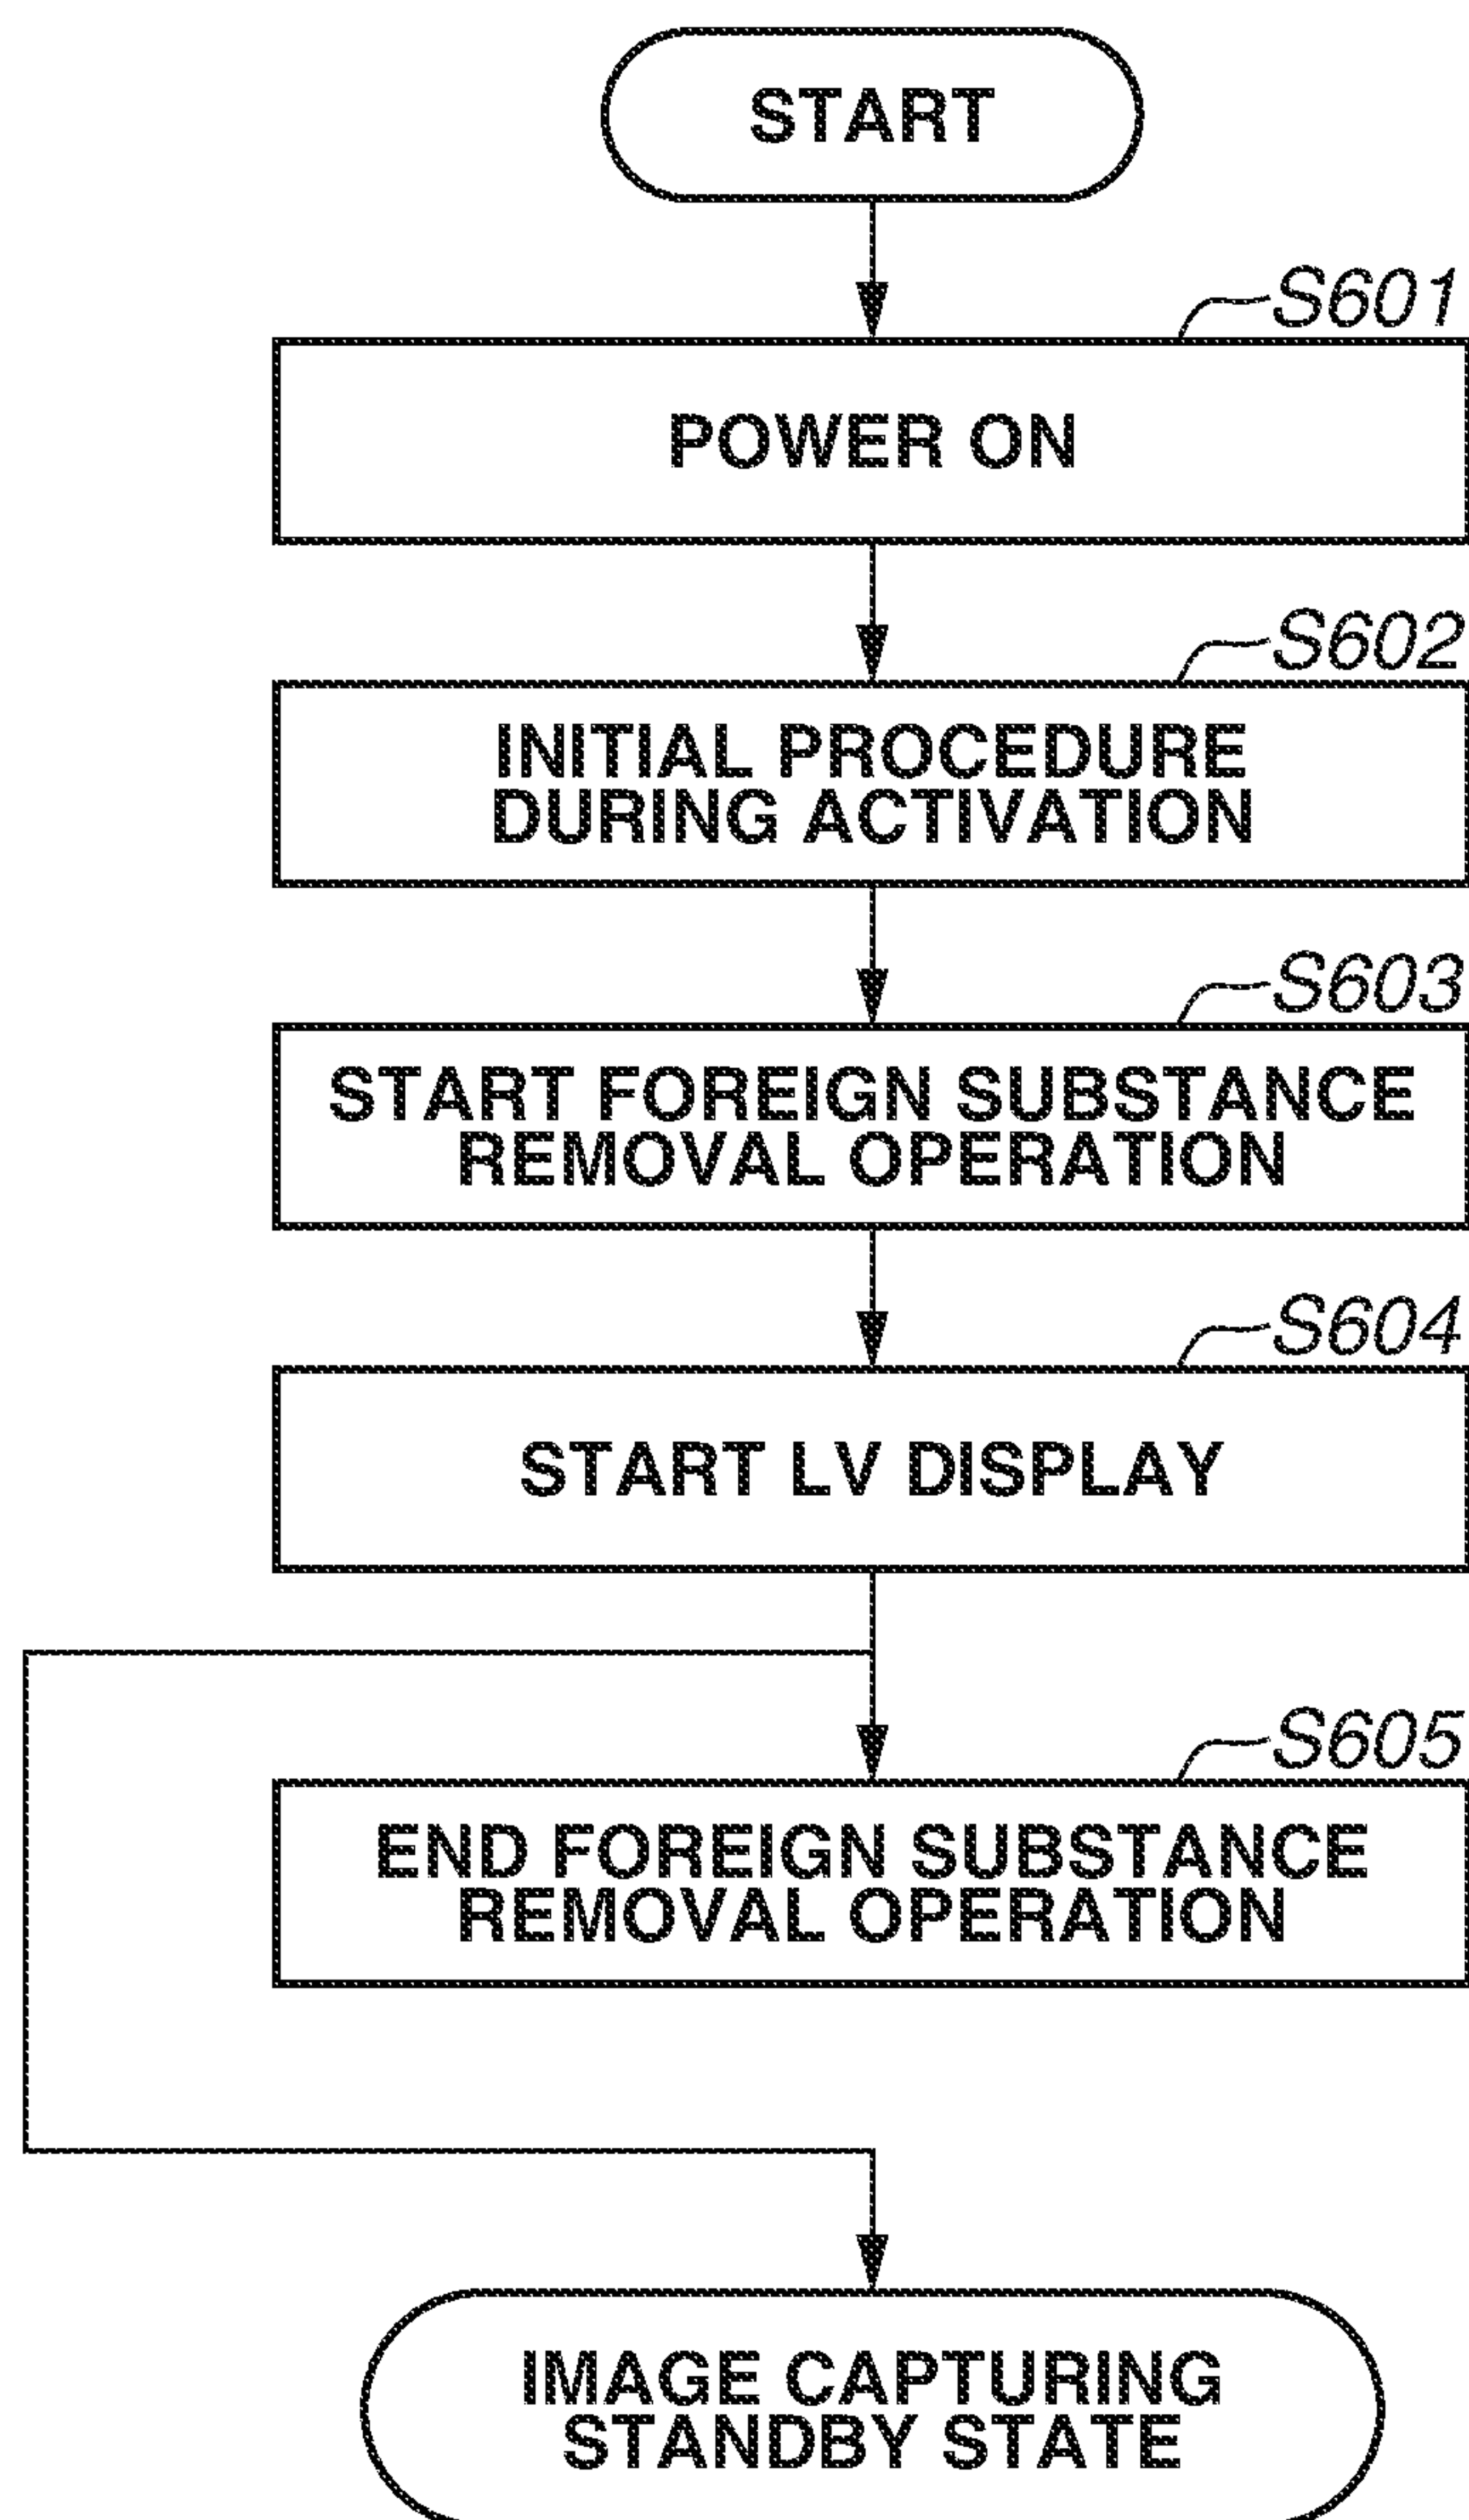 START
S601
POWER ON
S602
INITIAL PROCEDURE
DURING ACTIVATION
S603
START FOREIGN SUBSTANCE
REMOVAL OPERATION
S604
START LV DISPLAY
S605
END FOREIGN SUBSTANCE
REMOVAL OPERATION
IMAGE CAPTURING
STANDBY STATE